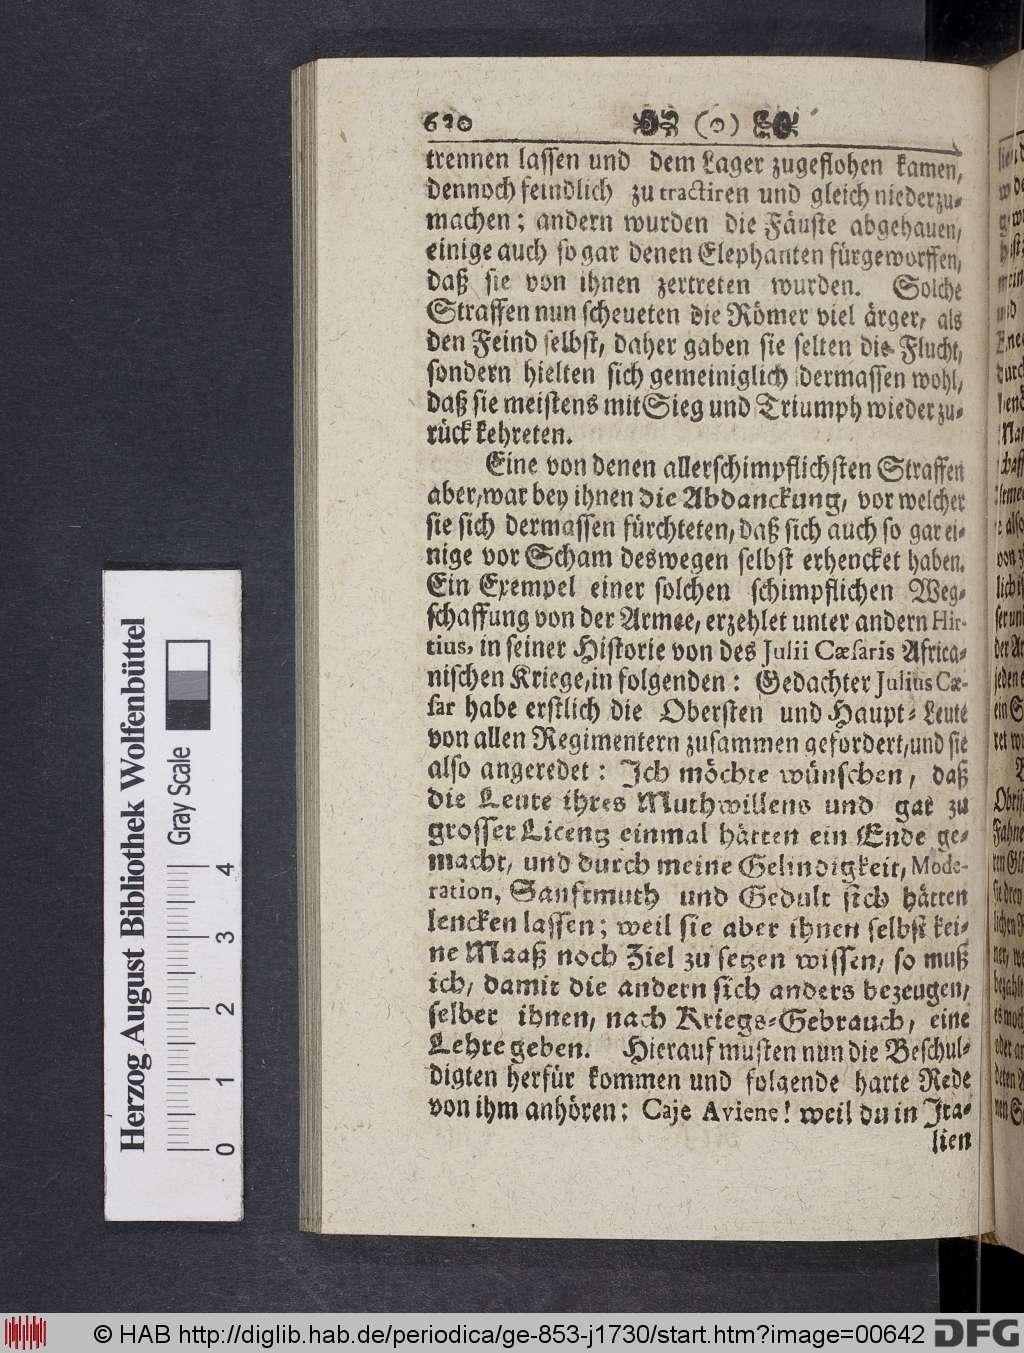 620 (o)
trennen lassen und dem Lager zugeflohen kamen,
dennoch feindlich zu tractiren und gleich niederzu-
machen; andern wurden die Fäuste abgehauen,
einige auch so gar denen Elephanten fürgeworffen,
daß sie von ihnen zertreten wurden. Solche
Straffen nun scheueten die Römer viel ärger, als
den Feind selbst, daher gaben sie selten die Flucht,
sondern hielten sich gemeiniglich dermassen wohl,
daß sie meistens mit Sieg und Triumph wieder zu-
rück kehreten.
Eine von denen allerschimpflichsten Straffen
aber, war bey ihnen die Abdanckung, vor welcher
sie sich dermassen fürchteten, daß sich auch so gar ei-
nige vor Scham deswegen selbst erhencket haben.
Ein Exempel einer solchen schimpflichen Weg-
schaffung von der Armee, erzehlet unter andern Hir-
tius, in seiner Historie von des Julii Cæsaris Africa-
nischen Kriege, in folgenden: Gedachter Julius Cæ-
sar habe erstlich die Obersten und Haupt-Leute
von allen Regimentern zusammen gefordert, und sie
also angeredet: Ich möchte wünschen, daß
die Leute ihres Muthwillens und gar zu
grosser Licentz einmal hätten ein Ende ge-
macht, und durch meine Gelindigkeit, Mode-
ration, Sanftmuth und Gedult sich hätten
lencken lassen; weil sie aber ihnen selbst kei-
ne Maaß noch Ziel zu setzen wissen, so muß
ich, damit die andern sich anders bezeugen,
selber ihnen, nach Kriegs-Gebrauch, eine
Lehre geben. Hierauf musten nun die Beschul-
digten herfür kommen und folgende harte Rede
von ihm anhören: Caje Aviene! weil du in Ita-
lien
Herzog August Bibliothek Wolfenbüttel
Gray Scale
0 1 2 3 4
© HAB http://diglib.hab.de/periodica/ge-853-j1730/start.htm?image=00642 DFG